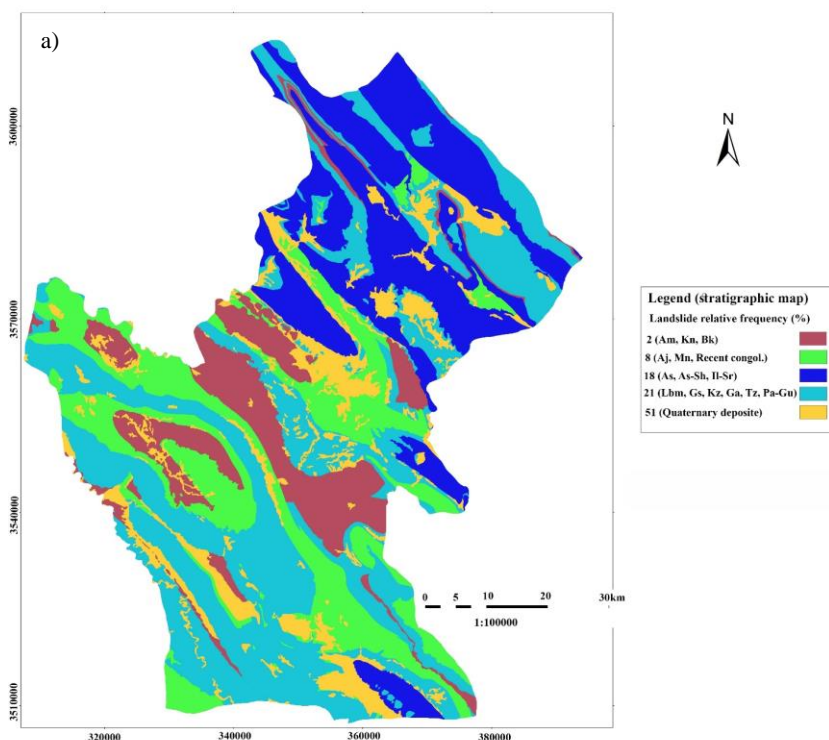 a)
3600000
35700000
35400000
3510000
320000
340000
360000
380000
N
0 5 10 20 30km
1:100000
Legend (stratigraphic map)
Landslide relative frequency (%)
2 (Am, Kn, Bk)
8 (Aj, Mn, Recent congol.)
18 (As, As-Sh, Il-Sr)
21 (Lbm, Gs, Kz, Ga, Tz, Pa-Gu)
51 (Quaternary deposite)